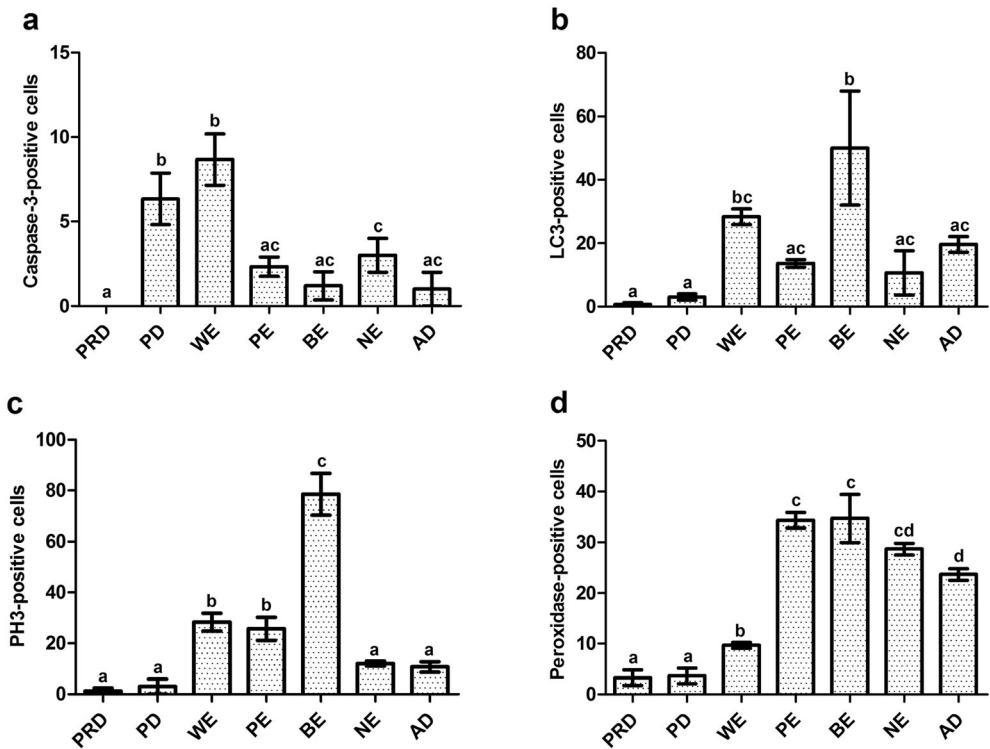 a
Caspase-3-positive cells
15
10
5
0
a
b
b
ac
ac
c
ac
PRD PD WE PE BE NE AD
b
LC3-positive cells
80
60
40
20
0
a
a
bc
ac
b
ac
ac
PRD PD WE PE BE NE AD
c
PH3-positive cells
100
80
60
40
20
0
a
a
b
b
c
a
a
PRD PD WE PE BE NE AD
d
Peroxidase-positive cells
50
40
30
20
10
0
a
a
b
c
c
cd
d
PRD PD WE PE BE NE AD